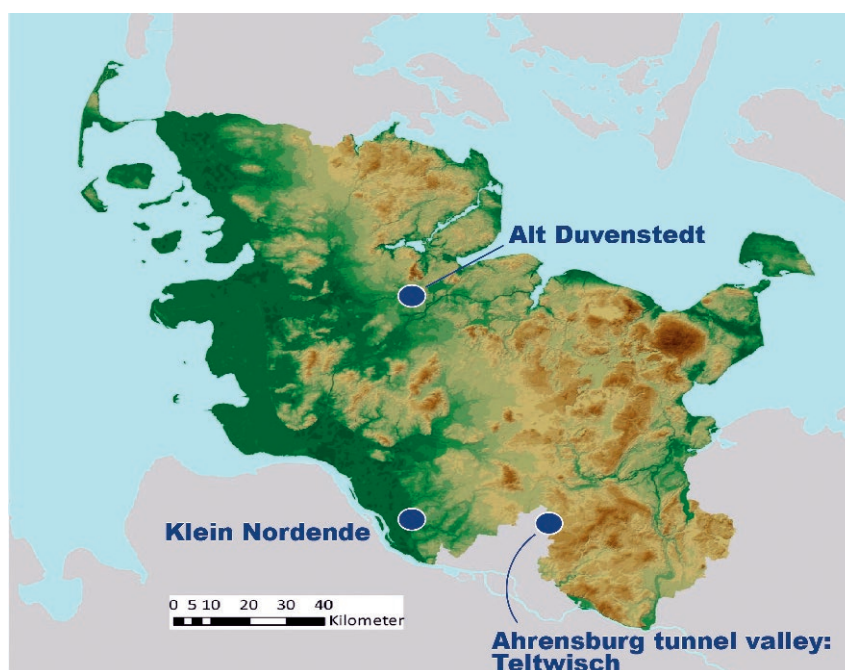 Alt Duvenstedt
Klein Nordende
0 5 10 20 30 40
Kilometer
Ahrensburg tunnel valley:
Teltwisch